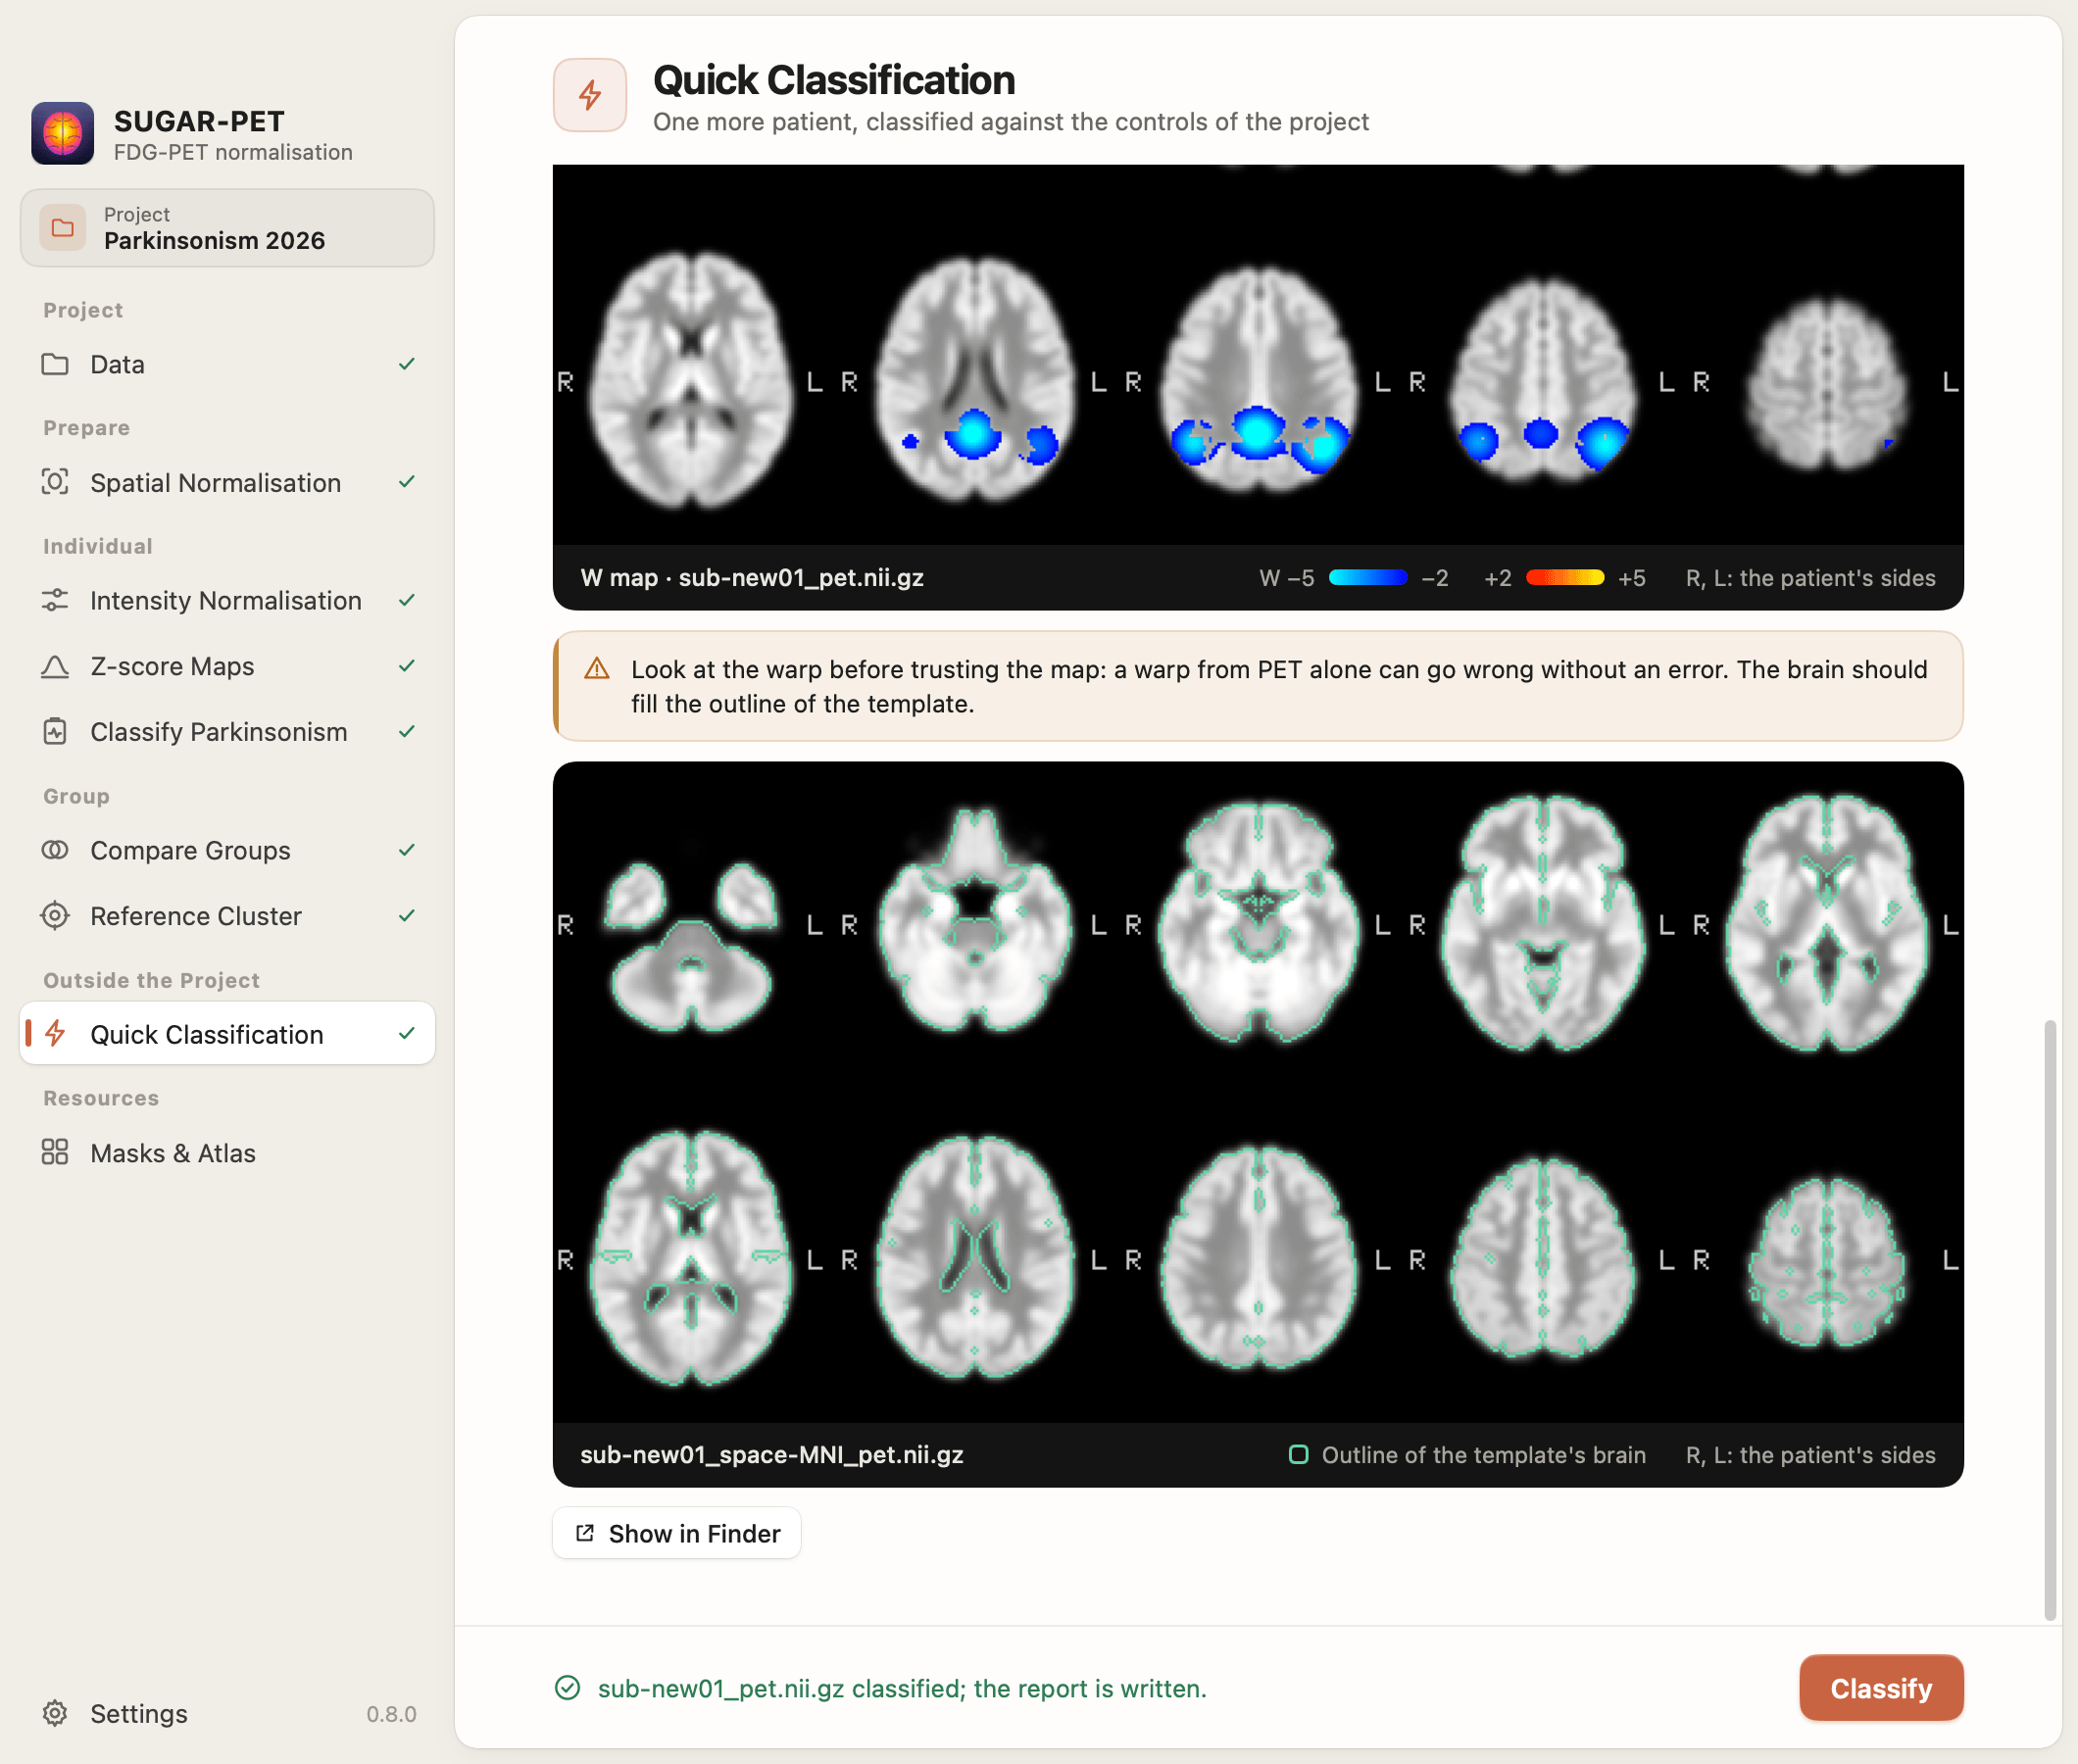 SUGAR-PET
FDG-PET normalisation
Project
Parkinsonism 2026
Project
Data
Prepare
Spatial Normalisation
Individual
Intensity Normalisation
Z-score Maps
Classify Parkinsonism
Group
Compare Groups
Reference Cluster
Outside the Project
Quick Classification
Resources
Masks & Atlas
Settings
0.8.0
Quick Classification
One more patient, classified against the controls of the project
R L R L R L R L R L
W map · sub-new01_pet.nii.gz
W −5 −2 +2 +5 R, L: the patient's sides
Look at the warp before trusting the map: a warp from PET alone can go wrong without an error. The brain should
fill the outline of the template.
R L R L R L R L R L
R L R L R L R L R L
sub-new01_space-MNI_pet.nii.gz
Outline of the template's brain R, L: the patient's sides
Show in Finder
sub-new01_pet.nii.gz classified; the report is written.
Classify